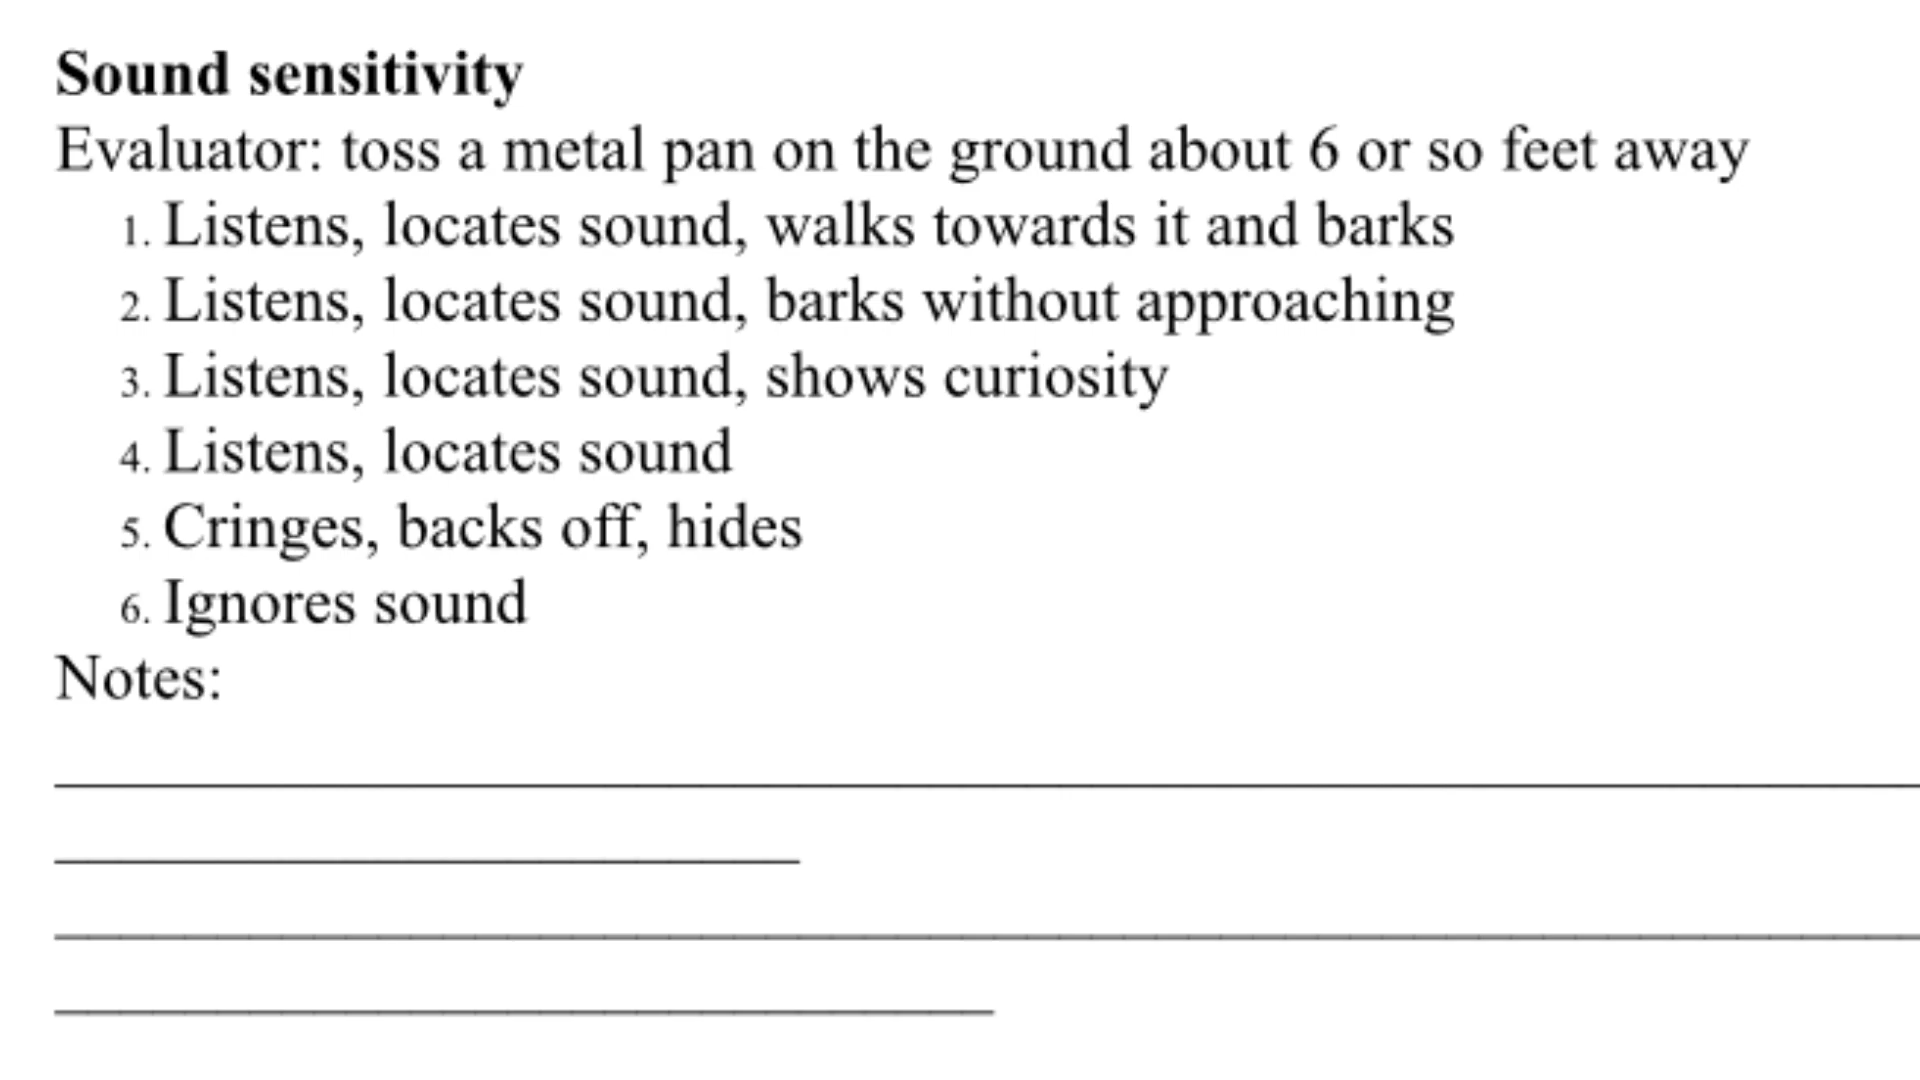 Sound sensitivity
Evaluator: toss a metal pan on the ground about 6 or so feet away
1. Listens, locates sound, walks towards it and barks
2. Listens, locates sound, barks without approaching
3. Listens, locates sound, shows curiosity
4. Listens, locates sound
5. Cringes, backs off, hides
6. Ignores sound
Notes: